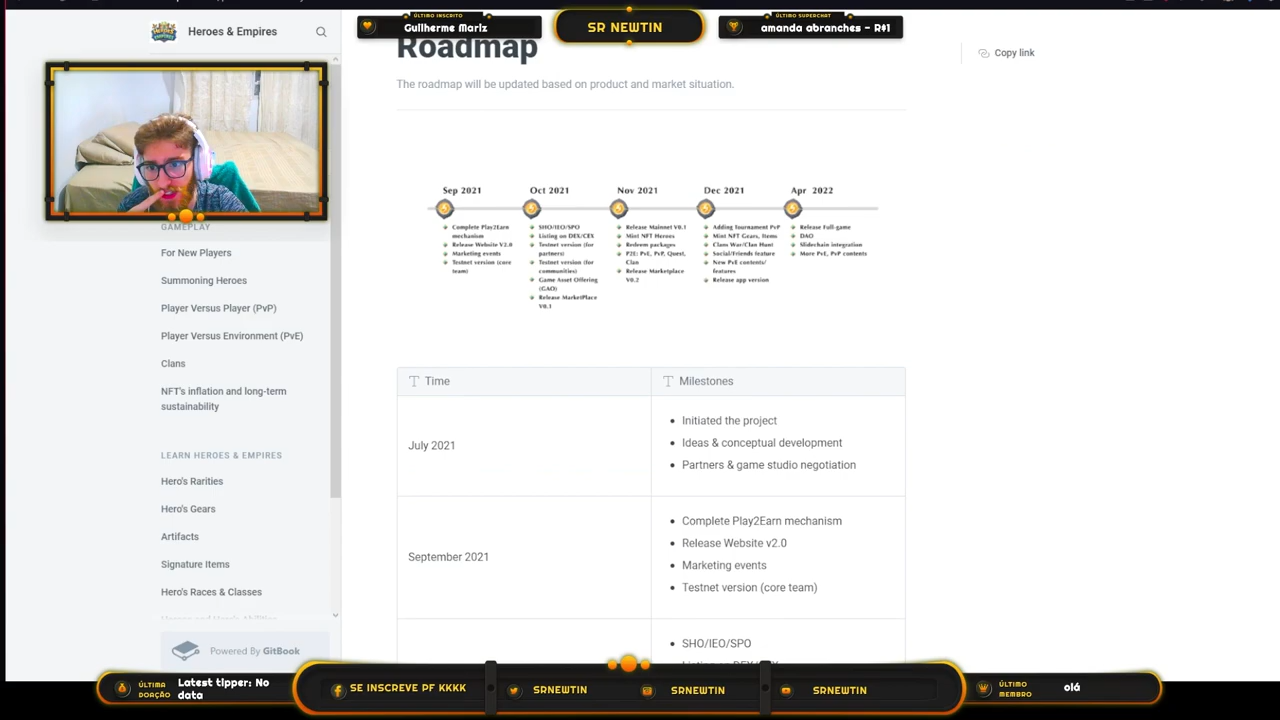 Heroes & Empires
ÚLTIMO INSCRITO
Guilherme Mariz
SR NEWTIN
ÚLTIMO SUPERCHAT
amanda abranches - R$1
Roadmap
Copy link
The roadmap will be updated based on product and market situation.
GAMEPLAY
For New Players
Summoning Heroes
Player Versus Player (PvP)
Player Versus Environment (PvE)
Clans
NFT's inflation and long-term
sustainability
LEARN HEROES & EMPIRES
Hero's Rarities
Hero's Gears
Artifacts
Signature Items
Hero's Races & Classes
Powered By GitBook
Sep 2021
Complete Play2Earn
mechanism
Release Website V2.0
Marketing events
Testnet version (core
team)
Oct 2021
SHO/IEO/SPO
Listing on DEX/CEX
Testnet version (for
partners)
Testnet version (for
communities)
Game Asset Offering
(GAO)
Release MarketPlace
V0.1
Nov 2021
Release Mainnet V0.1
Mint NFT Heroes
Redeem packages
P2E: PvE, PvP, Quest,
Clan
Release Marketplace
V0.2
Dec 2021
Adding Tournament PvP
Mint NFT Gears, Items
Clans War/Clan Hunt
Social/Friends feature
New PvE contents/
features
Release app version
Apr 2022
Release Full-game
DAO
Slidechain integration
More PvE, PvP contents
Time
Milestones
July 2021
Initiated the project
Ideas & conceptual development
Partners & game studio negotiation
September 2021
Complete Play2Earn mechanism
Release Website v2.0
Marketing events
Testnet version (core team)
SHO/IEO/SPO
ÚLTIMA
DOAÇÃO
Latest tipper: No
data
SE INSCREVE PF KKKK
SRNEWTIN
SRNEWTIN
SRNEWTIN
ÚLTIMO
MEMBRO
olá